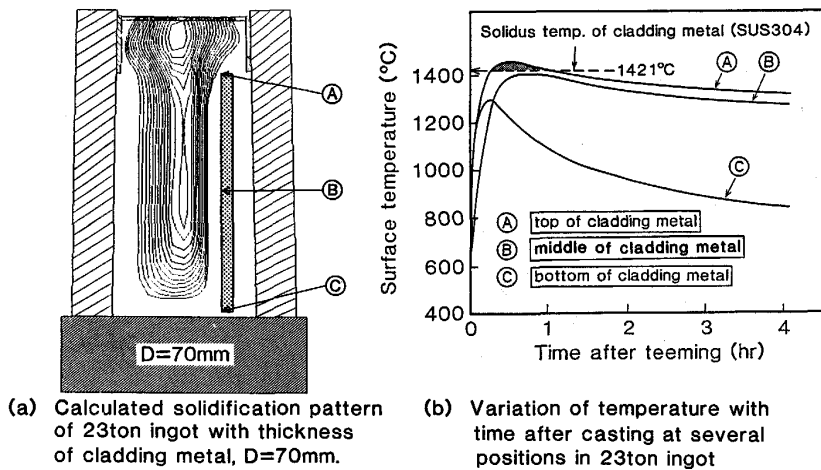 A
B
C
D=70mm
(a) Calculated solidification pattern
of 23ton ingot with thickness
of cladding metal, D=70mm.
Surface temperature (°C)
1400
1200
1000
800
600
400
Solidus temp. of cladding metal (SUS304)
1421°C
A
B
C
A top of cladding metal
B middle of cladding metal
C bottom of cladding metal
0
0
1
2
3
4
Time after teeming (hr)
(b) Variation of temperature with
time after casting at several
positions in 23ton ingot